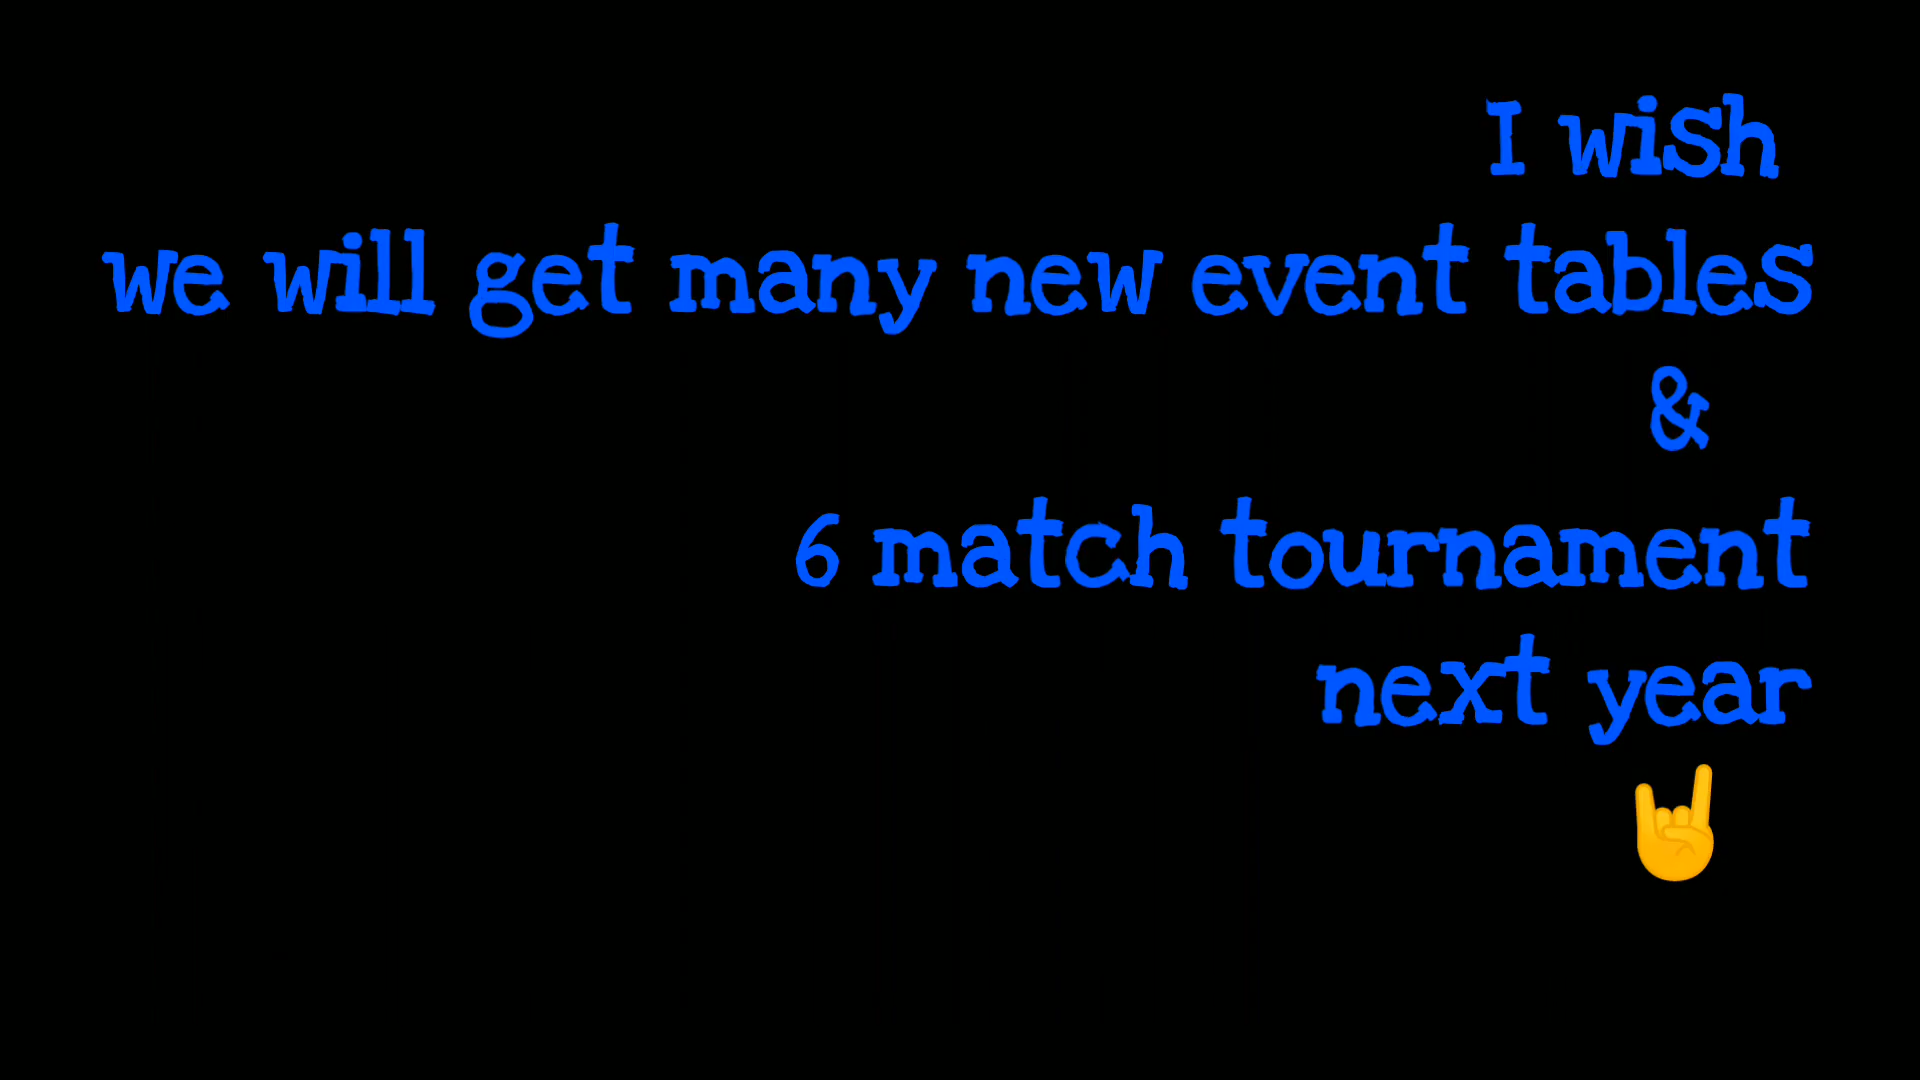 I wish
we will get many new event tables
&
6 match tournament
next year
🤘